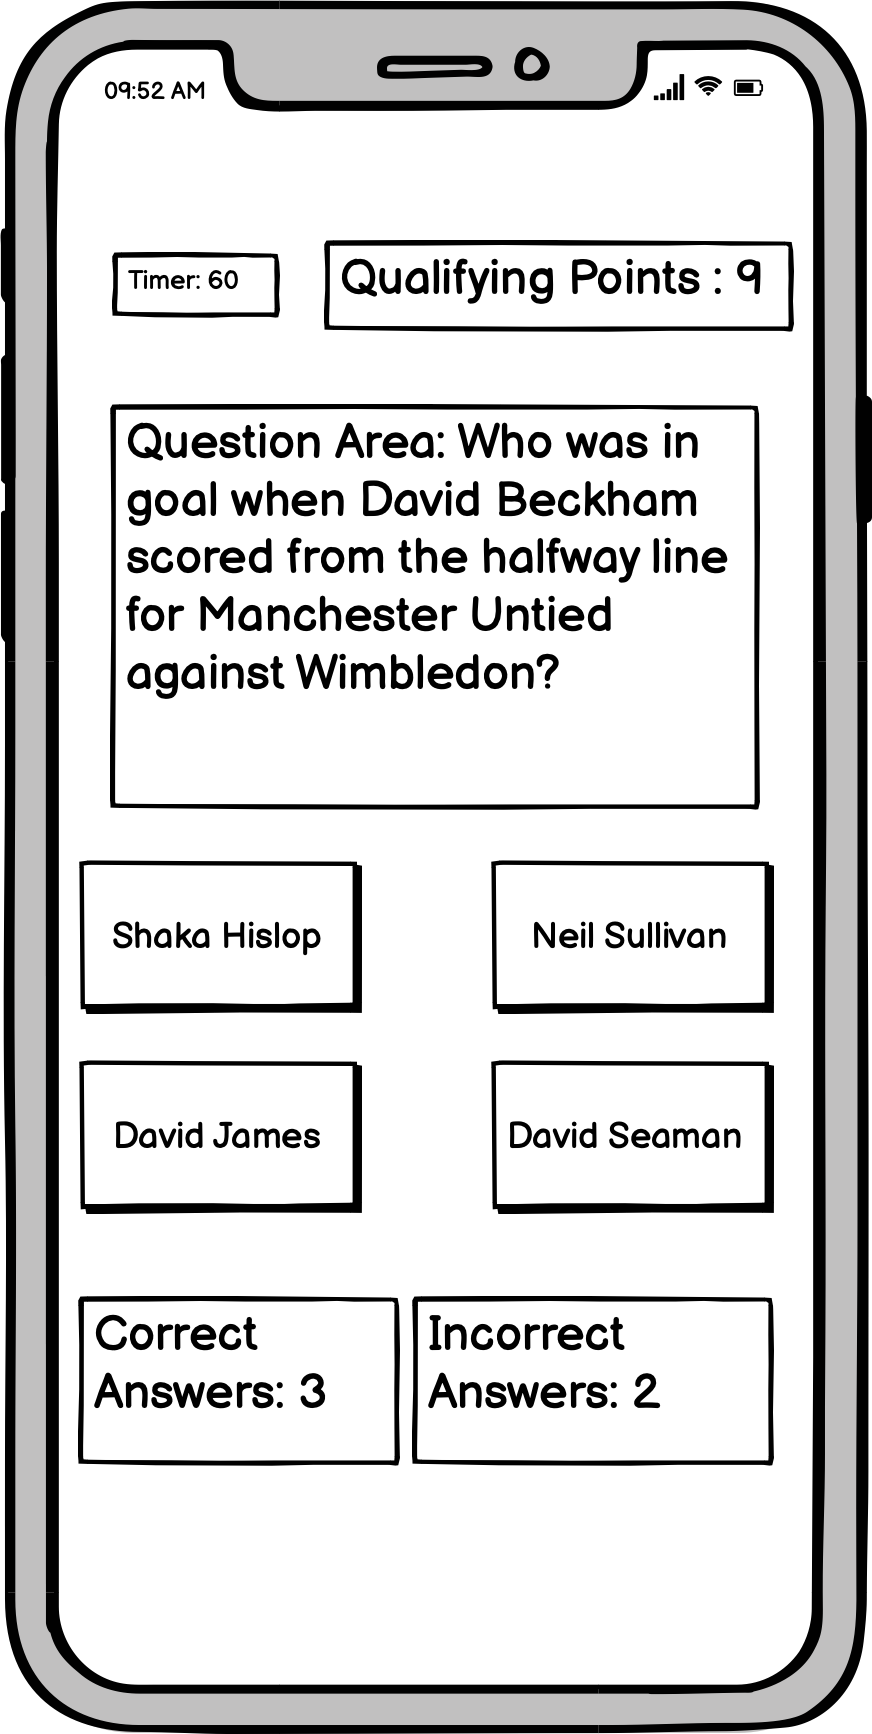 09:52 AM
Timer: 60
Qualifying Points : 9
Question Area: Who was in
goal when David Beckham
scored from the halfway line
for Manchester Untied
against Wimbledon?
Shaka Hislop
Neil Sullivan
David James
David Seaman
Correct
Answers: 3
Incorrect
Answers: 2